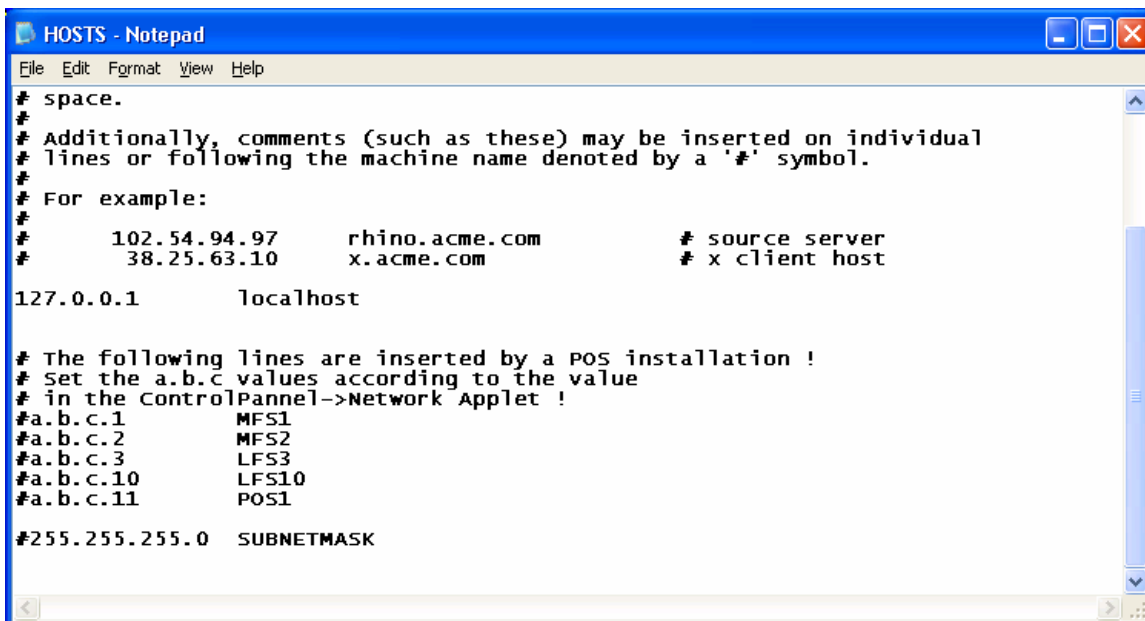 HOSTS - Notepad
File Edit Format View Help
# space.
#
# Additionally, comments (such as these) may be inserted on individual
# lines or following the machine name denoted by a '#' symbol.
#
# For example:
#
#      102.54.94.97     rhino.acme.com          # source server
#       38.25.63.10     x.acme.com              # x client host
127.0.0.1       localhost
# The following lines are inserted by a POS installation !
# Set the a.b.c values according to the value
# in the ControlPannel->Network Applet !
#a.b.c.1        MFS1
#a.b.c.2        MFS2
#a.b.c.3        LFS3
#a.b.c.10       LFS10
#a.b.c.11       POS1
#255.255.255.0  SUBNETMASK